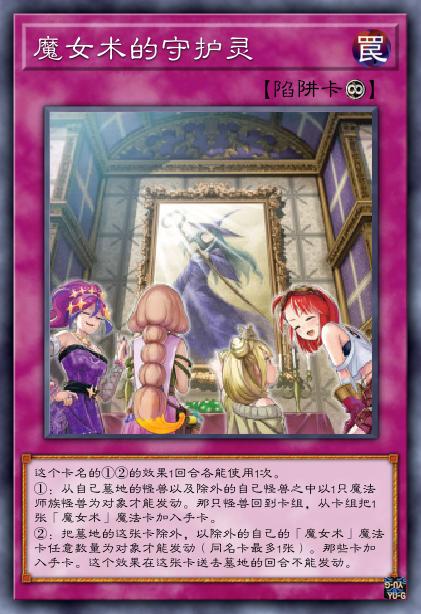 魔女术的守护灵
罠
【陷阱卡♾】
这个卡名的①②的效果1回合各能使用1次。
①：从自己墓地的怪兽以及除外的自己怪兽之中以1只魔法
师族怪兽为对象才能发动。那只怪兽回到卡组，从卡组把1
张「魔女术」魔法卡加入手卡。
②：把墓地的这张卡除外，以除外的自己的「魔女术」魔法
卡任意数量为对象才能发动（同名卡最多1张）。那些卡加
入手卡。这个效果在这张卡送去墓地的回合不能发动。